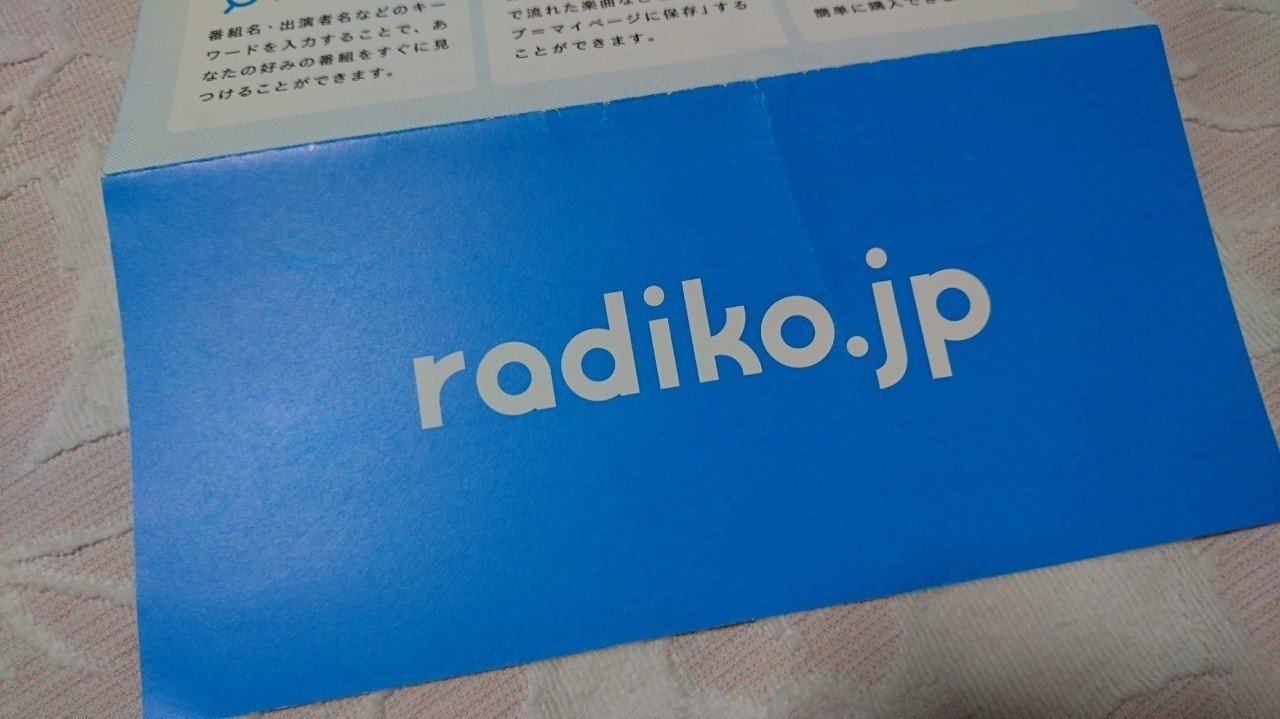 番組名・出演者名などのキー
ワードを入力することで、あ
なたの好みの番組をすぐに見
つけることができます。
で流れた楽曲など
プ=マイページに保存」する
ことができます。
簡単に購入でき
radiko.jp